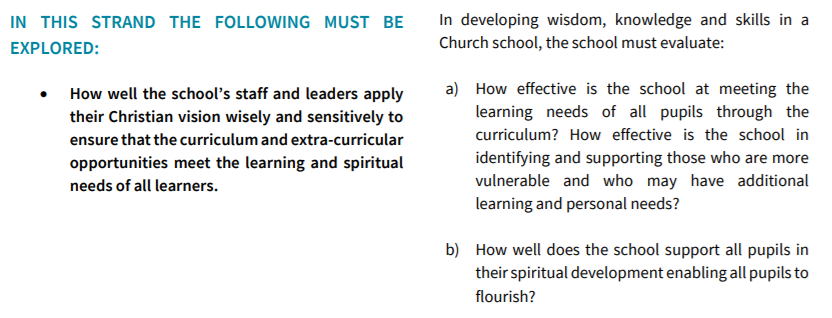 IN THIS STRAND THE FOLLOWING MUST BE
EXPLORED:
• How well the school's staff and leaders apply
their Christian vision wisely and sensitively to
ensure that the curriculum and extra-curricular
opportunities meet the learning and spiritual
needs of all learners.
In developing wisdom, knowledge and skills in a
Church school, the school must evaluate:
a) How effective is the school at meeting the
learning needs of all pupils through the
curriculum? How effective is the school in
identifying and supporting those who are more
vulnerable and who may have additional
learning and personal needs?
b) How well does the school support all pupils in
their spiritual development enabling all pupils to
flourish?